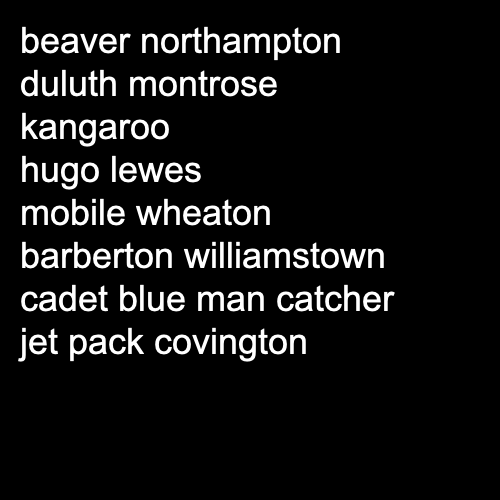 beaver northampton
duluth montrose
kangaroo
hugo lewes
mobile wheaton
barberton williamstown
cadet blue man catcher
jet pack covington